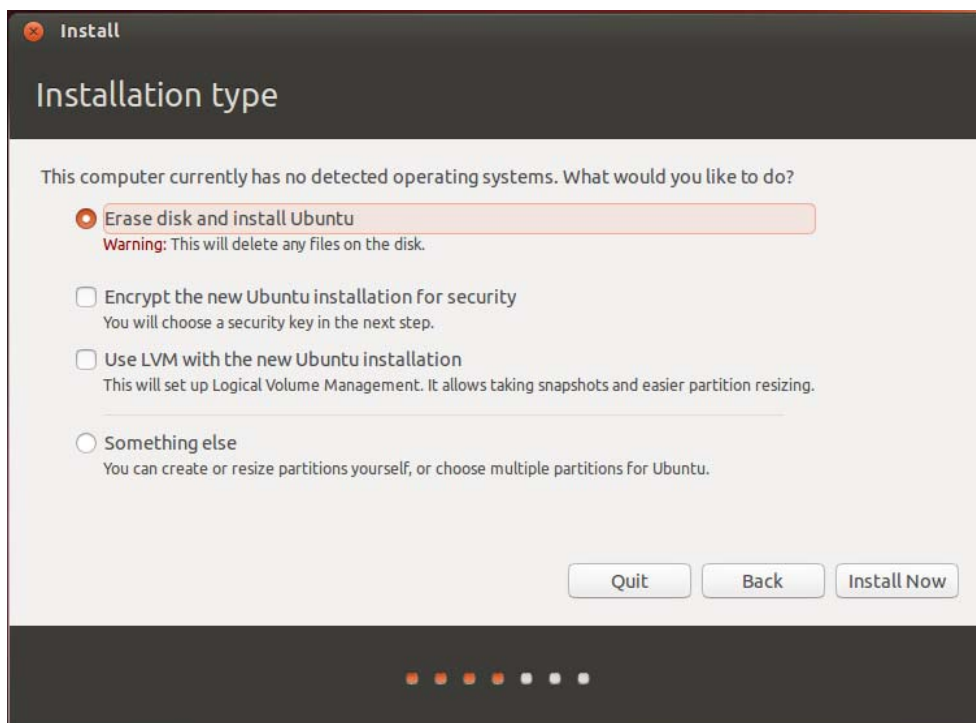 Install
Installation type
This computer currently has no detected operating systems. What would you like to do?
Erase disk and install Ubuntu
Warning: This will delete any files on the disk.
Encrypt the new Ubuntu installation for security
You will choose a security key in the next step.
Use LVM with the new Ubuntu installation
This will set up Logical Volume Management. It allows taking snapshots and easier partition resizing.
Something else
You can create or resize partitions yourself, or choose multiple partitions for Ubuntu.
Quit Back Install Now